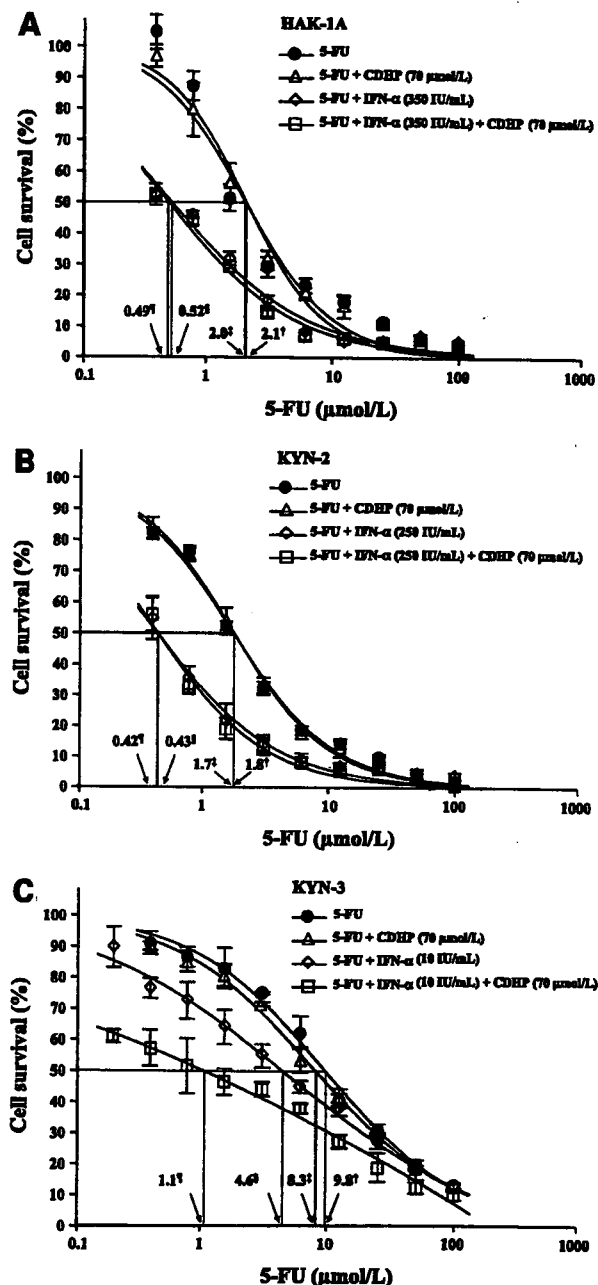 A
HAK-1A
5-FU
5-FU + CDHP (70 µmol/L)
5-FU + IFN-α (350 IU/mL)
5-FU + IFN-α (350 IU/mL) + CDHP (70 µmol/L)
Cell survival (%)
100
90
80
70
60
50
40
30
20
10
0
0.49¶
0.52§
2.0‡
2.1†
0.1
1
10
100
1000
5-FU (µmol/L)
B
KYN-2
5-FU
5-FU + CDHP (70 µmol/L)
5-FU + IFN-α (250 IU/mL)
5-FU + IFN-α (250 IU/mL) + CDHP (70 µmol/L)
Cell survival (%)
100
90
80
70
60
50
40
30
20
10
0
0.42¶
0.43§
1.7‡
1.8†
0.1
1
10
100
1000
5-FU (µmol/L)
C
KYN-3
5-FU
5-FU + CDHP (70 µmol/L)
5-FU + IFN-α (10 IU/mL)
5-FU + IFN-α (10 IU/mL) + CDHP (70 µmol/L)
Cell survival (%)
100
90
80
70
60
50
40
30
20
10
0
1.1¶
4.6§
8.3‡
9.8†
0.1
1
10
100
1000
5-FU (µmol/L)